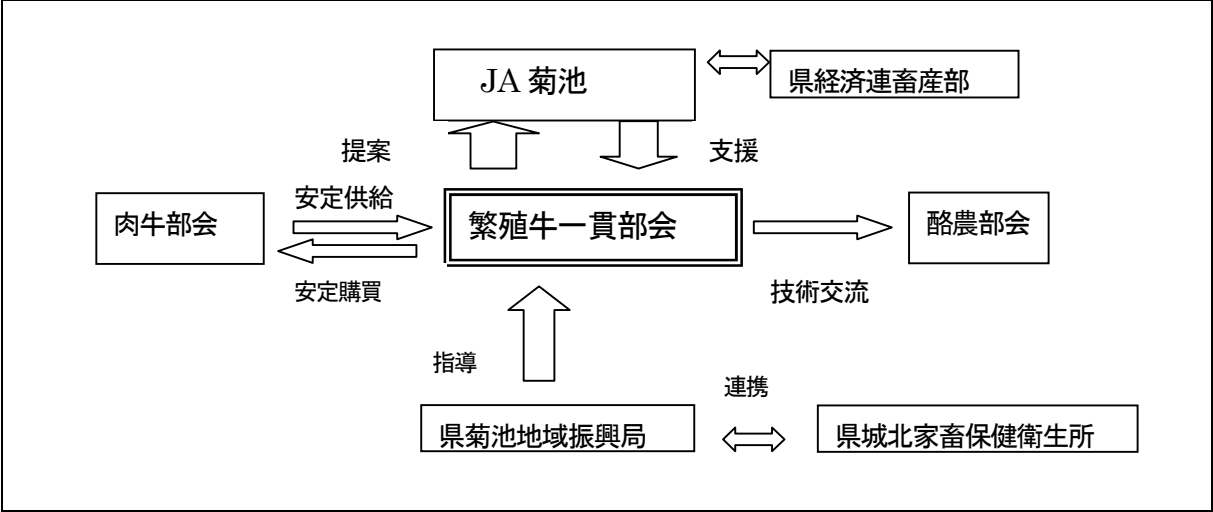 JA 菊池
県経済連畜産部
提案
支援
安定供給
肉牛部会
繁殖牛一貫部会
酪農部会
安定購買
技術交流
指導
連携
県菊池地域振興局
県城北家畜保健衛生所